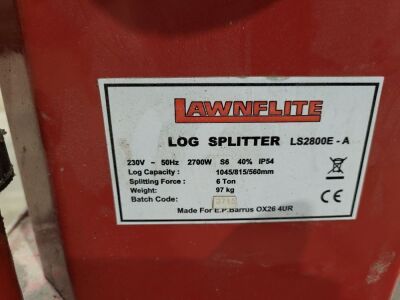 LAWNFLITE
LOG SPLITTER LS2800E - A
230V ~ 50Hz 2700W S6 40% IP54
Log Capacity : 1045/815/560mm
Splitting Force : 6 Ton
Weight: 97 kg
Batch Code:
CE
Made For E.P.Barrus OX26 4UR